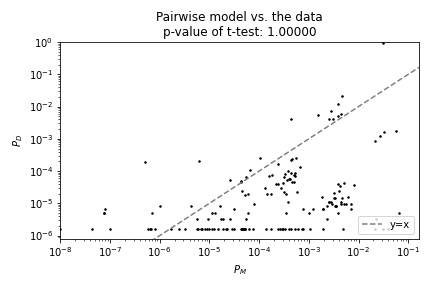 Pairwise model vs. the data
p-value of t-test: 1.00000
P_D
10^0
10^-1
10^-2
10^-3
10^-4
10^-5
10^-6
y=x
10^-8 10^-7 10^-6 10^-5 10^-4 10^-3 10^-2 10^-1
P_M